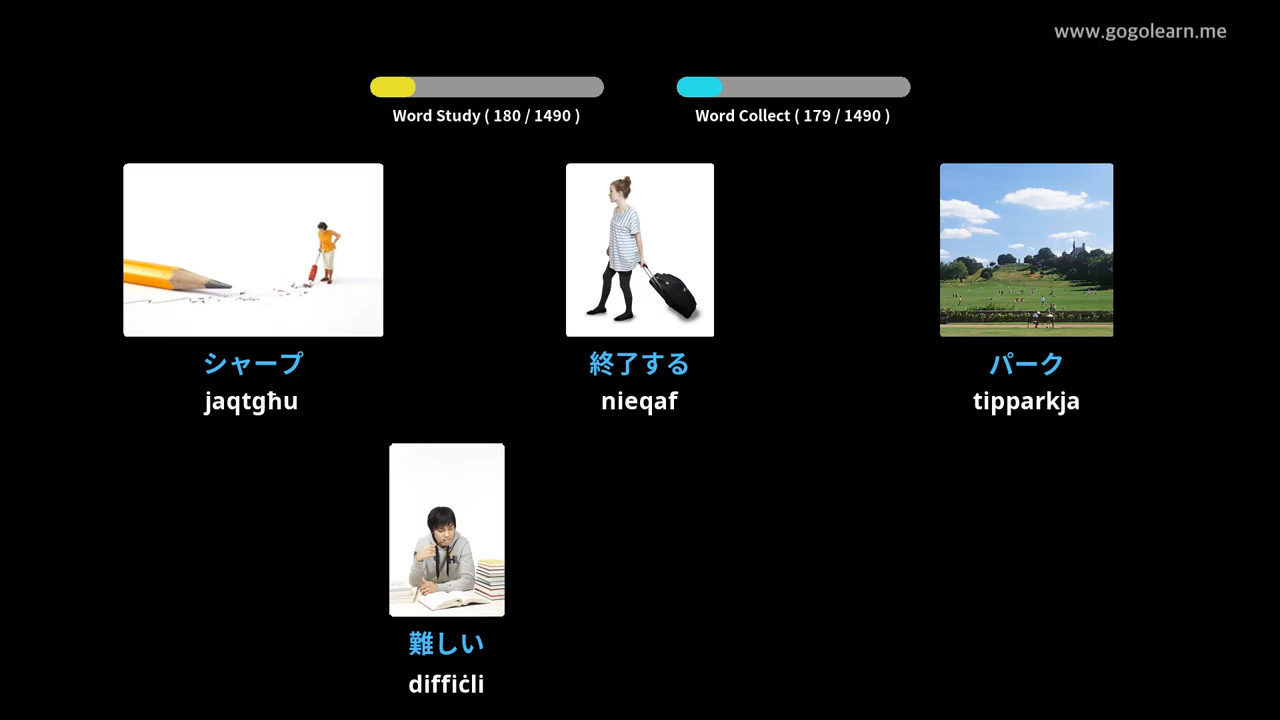 www.gogolearn.me
Word Study ( 180 / 1490 )
Word Collect ( 179 / 1490 )
シャープ
jaqtgħu
終了する
nieqaf
パーク
tipparkja
難しい
diffiċli